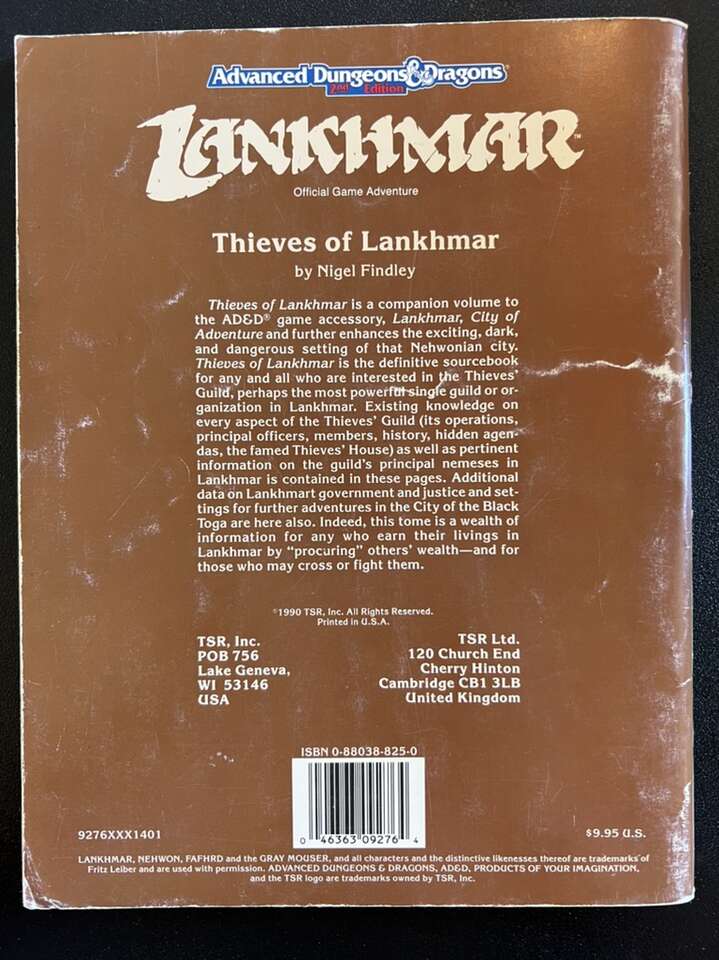 Advanced Dungeons & Dragons®
2nd Edition
LANKHMAR™
Official Game Adventure
Thieves of Lankhmar
by Nigel Findley
Thieves of Lankhmar is a companion volume to
the AD&D® game accessory, Lankhmar, City of
Adventure and further enhances the exciting, dark,
and dangerous setting of that Nehwonian city.
Thieves of Lankhmar is the definitive sourcebook
for any and all who are interested in the Thieves'
Guild, perhaps the most powerful single guild or or-
ganization in Lankhmar. Existing knowledge on
every aspect of the Thieves' Guild (its operations,
principal officers, members, history, hidden agen-
das, the famed Thieves' House) as well as pertinent
information on the guild's principal nemeses in
Lankhmar is contained in these pages. Additional
data on Lankhmart government and justice and set-
tings for further adventures in the City of the Black
Toga are here also. Indeed, this tome is a wealth of
information for any who earn their livings in
Lankhmar by "procuring" others' wealth—and for
those who may cross or fight them.
©1990 TSR, Inc. All Rights Reserved.
Printed in U.S.A.
TSR, Inc.
POB 756
Lake Geneva,
WI 53146
USA
TSR Ltd.
120 Church End
Cherry Hinton
Cambridge CB1 3LB
United Kingdom
ISBN 0-88038-825-0
0 46363 09276 4
9276XXX1401
$9.95 U.S.
LANKHMAR, NEHWON, FAFHRD and the GRAY MOUSER, and all characters and the distinctive likenesses thereof are trademarks of
Fritz Leiber and are used with permission. ADVANCED DUNGEONS & DRAGONS, AD&D, PRODUCTS OF YOUR IMAGINATION,
and the TSR logo are trademarks owned by TSR, Inc.